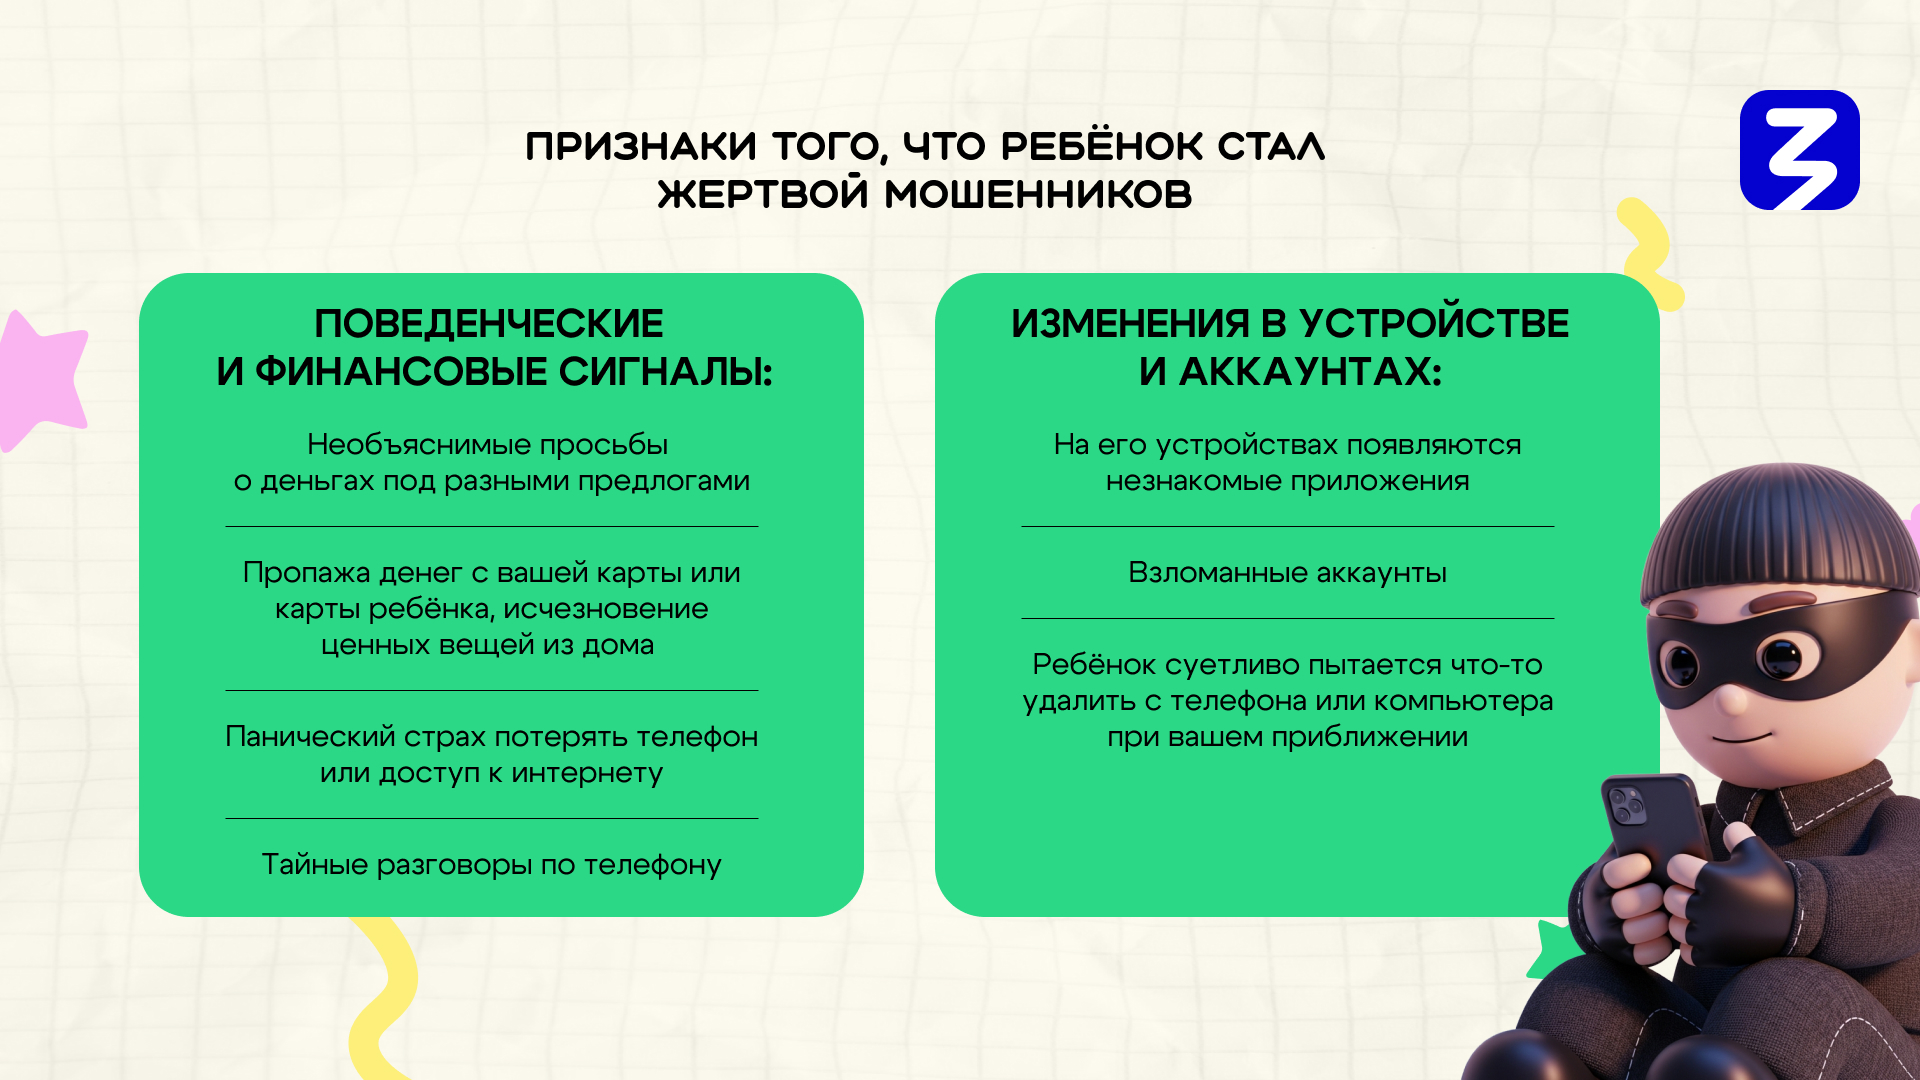 ПРИЗНАКИ ТОГО, ЧТО РЕБЁНОК СТАЛ
ЖЕРТВОЙ МОШЕННИКОВ
ПОВЕДЕНЧЕСКИЕ
И ФИНАНСОВЫЕ СИГНАЛЫ:
Необъяснимые просьбы
о деньгах под разными предлогами
Пропажа денег с вашей карты или
карты ребёнка, исчезновение
ценных вещей из дома
Панический страх потерять телефон
или доступ к интернету
Тайные разговоры по телефону
ИЗМЕНЕНИЯ В УСТРОЙСТВЕ
И АККАУНТАХ:
На его устройствах появляются
незнакомые приложения
Взломанные аккаунты
Ребёнок суетливо пытается что-то
удалить с телефона или компьютера
при вашем приближении